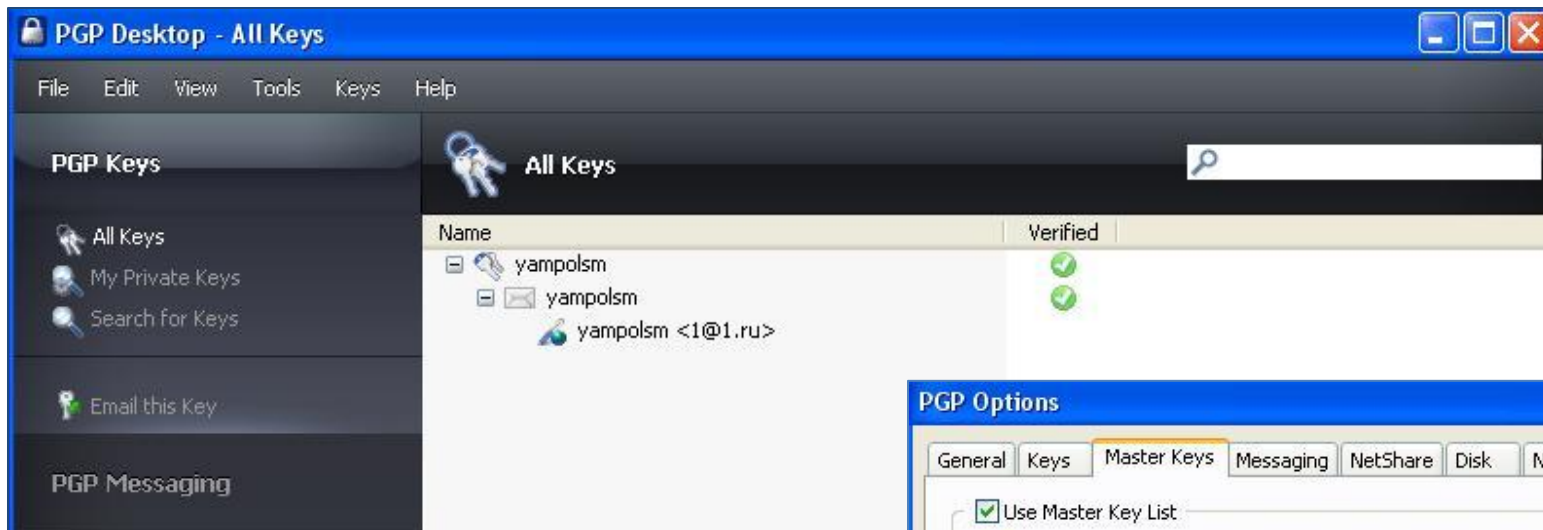 PGP Desktop - All Keys
File Edit View Tools Keys Help
PGP Keys
All Keys
My Private Keys
Search for Keys
Email this Key
PGP Messaging
All Keys
Name Verified
yampolsm
yampolsm
yampolsm <1@1.ru>
PGP Options
General Keys Master Keys Messaging NetShare Disk
Use Master Key List